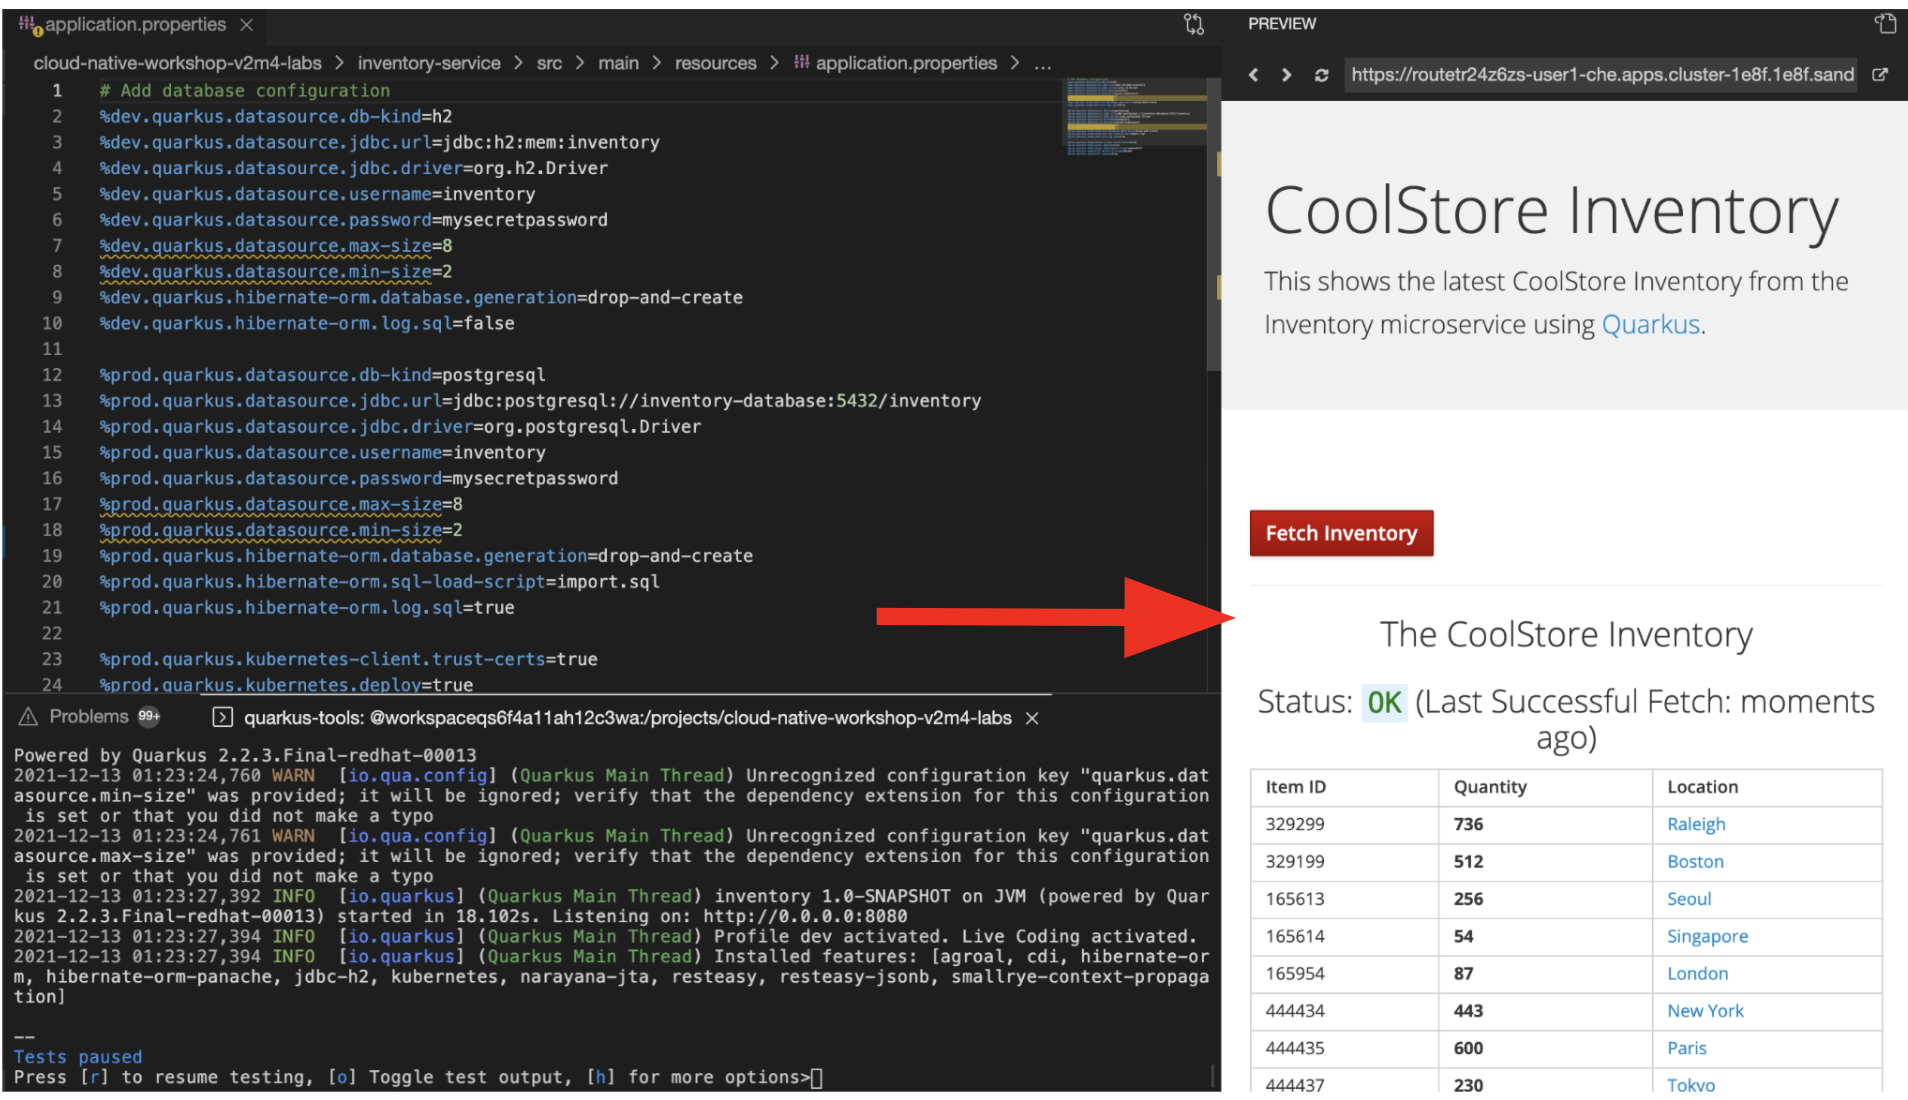 application.properties
cloud-native-workshop-v2m4-labs > inventory-service > src > main > resources > application.properties > ...
1 # Add database configuration
2 %dev.quarkus.datasource.db-kind=h2
3 %dev.quarkus.datasource.jdbc.url=jdbc:h2:mem:inventory
4 %dev.quarkus.datasource.jdbc.driver=org.h2.Driver
5 %dev.quarkus.datasource.username=inventory
6 %dev.quarkus.datasource.password=mysecretpassword
7 %dev.quarkus.datasource.max-size=8
8 %dev.quarkus.datasource.min-size=2
9 %dev.quarkus.hibernate-orm.database.generation=drop-and-create
10 %dev.quarkus.hibernate-orm.log.sql=false
11
12 %prod.quarkus.datasource.db-kind=postgresql
13 %prod.quarkus.datasource.jdbc.url=jdbc:postgresql://inventory-database:5432/inventory
14 %prod.quarkus.datasource.jdbc.driver=org.postgresql.Driver
15 %prod.quarkus.datasource.username=inventory
16 %prod.quarkus.datasource.password=mysecretpassword
17 %prod.quarkus.datasource.max-size=8
18 %prod.quarkus.datasource.min-size=2
19 %prod.quarkus.hibernate-orm.database.generation=drop-and-create
20 %prod.quarkus.hibernate-orm.sql-load-script=import.sql
21 %prod.quarkus.hibernate-orm.log.sql=true
22
23 %prod.quarkus.kubernetes-client.trust-certs=true
24 %prod.quarkus.kubernetes.deploy=true
Problems 99+
quarkus-tools: @workspaceqs6f4a11ah12c3wa:/projects/cloud-native-workshop-v2m4-labs
Powered by Quarkus 2.2.3.Final-redhat-00013
2021-12-13 01:23:24,760 WARN [io.qua.config] (Quarkus Main Thread) Unrecognized configuration key "quarkus.dat
asource.min-size" was provided; it will be ignored; verify that the dependency extension for this configuration
is set or that you did not make a typo
2021-12-13 01:23:24,761 WARN [io.qua.config] (Quarkus Main Thread) Unrecognized configuration key "quarkus.dat
asource.max-size" was provided; it will be ignored; verify that the dependency extension for this configuration
is set or that you did not make a typo
2021-12-13 01:23:27,392 INFO [io.quarkus] (Quarkus Main Thread) inventory 1.0-SNAPSHOT on JVM (powered by Quar
kus 2.2.3.Final-redhat-00013) started in 18.102s. Listening on: http://0.0.0.0:8080
2021-12-13 01:23:27,394 INFO [io.quarkus] (Quarkus Main Thread) Profile dev activated. Live Coding activated.
2021-12-13 01:23:27,394 INFO [io.quarkus] (Quarkus Main Thread) Installed features: [agroal, cdi, hibernate-or
m, hibernate-orm-panache, jdbc-h2, kubernetes, narayana-jta, resteasy, resteasy-jsonb, smallrye-context-propaga
tion]
--
Tests paused
Press [r] to resume testing, [o] Toggle test output, [h] for more options>
PREVIEW
https://routetr24z6zs-user1-che.apps.cluster-1e8f.1e8f.sand
CoolStore Inventory
This shows the latest CoolStore Inventory from the
Inventory microservice using Quarkus.
Fetch Inventory
The CoolStore Inventory
Status: OK (Last Successful Fetch: moments
ago)
Item ID Quantity Location
329299 736 Raleigh
329199 512 Boston
165613 256 Seoul
165614 54 Singapore
165954 87 London
444434 443 New York
444435 600 Paris
444437 230 Tokyo